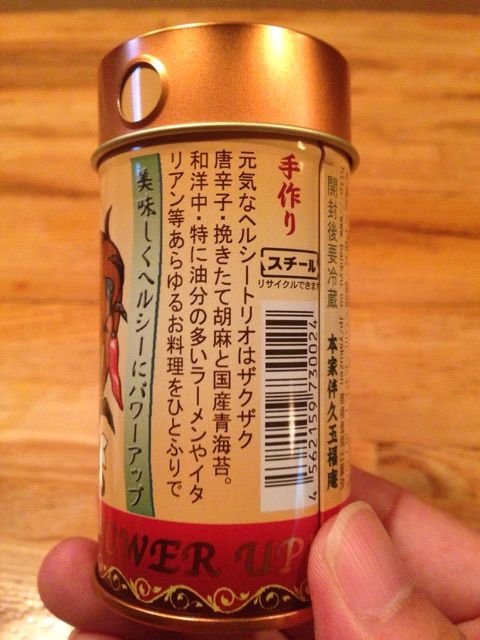 開封後要冷蔵
本家伴久玉福庵
手作り
スチール
リサイクルできます
4 562159 730024
元気なヘルシートリオはザクザク
唐辛子・挽きたて胡麻と国産青海苔。
和洋中・特に油分の多いラーメンやイタ
リアン等あらゆるお料理をひとふりで
美味しくヘルシーにパワーアップ
POWER UP